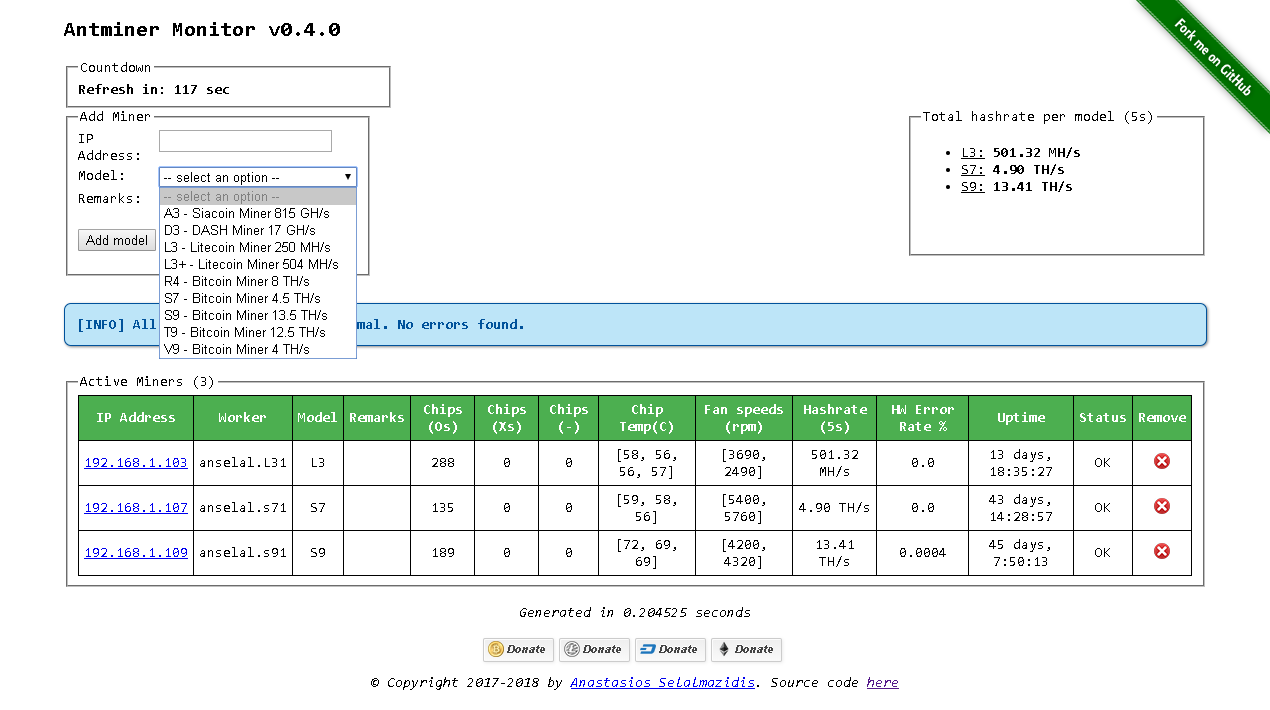 Antminer Monitor v0.4.0
Fork me on GitHub
Countdown
Refresh in: 117 sec
Add Miner
IP
Address:
Model:
-- select an option --
Remarks:
-- select an option --
A3 - Siacoin Miner 815 GH/s
D3 - DASH Miner 17 GH/s
L3 - Litecoin Miner 250 MH/s
L3+ - Litecoin Miner 504 MH/s
R4 - Bitcoin Miner 8 TH/s
S7 - Bitcoin Miner 4.5 TH/s
S9 - Bitcoin Miner 13.5 TH/s
T9 - Bitcoin Miner 12.5 TH/s
V9 - Bitcoin Miner 4 TH/s
Add model
Total hashrate per model (5s)
L3: 501.32 MH/s
S7: 4.90 TH/s
S9: 13.41 TH/s
[INFO] All mal. No errors found.
Active Miners (3)
IP Address Worker Model Remarks Chips (Os) Chips (Xs) Chips (-) Chip Temp(C) Fan speeds (rpm) Hashrate (5s) HW Error Rate % Uptime Status Remove
192.168.1.103 anselal.L31 L3 288 0 0 [58, 56, 56, 57] [3690, 2490] 501.32 MH/s 0.0 13 days, 18:35:27 OK
192.168.1.107 anselal.s71 S7 135 0 0 [59, 58, 56] [5400, 5760] 4.90 TH/s 0.0 43 days, 14:28:57 OK
192.168.1.109 anselal.s91 S9 189 0 0 [72, 69, 69] [4200, 4320] 13.41 TH/s 0.0004 45 days, 7:50:13 OK
Generated in 0.204525 seconds
Donate Donate Donate Donate
© Copyright 2017-2018 by Anastasios Selalmazidis. Source code here